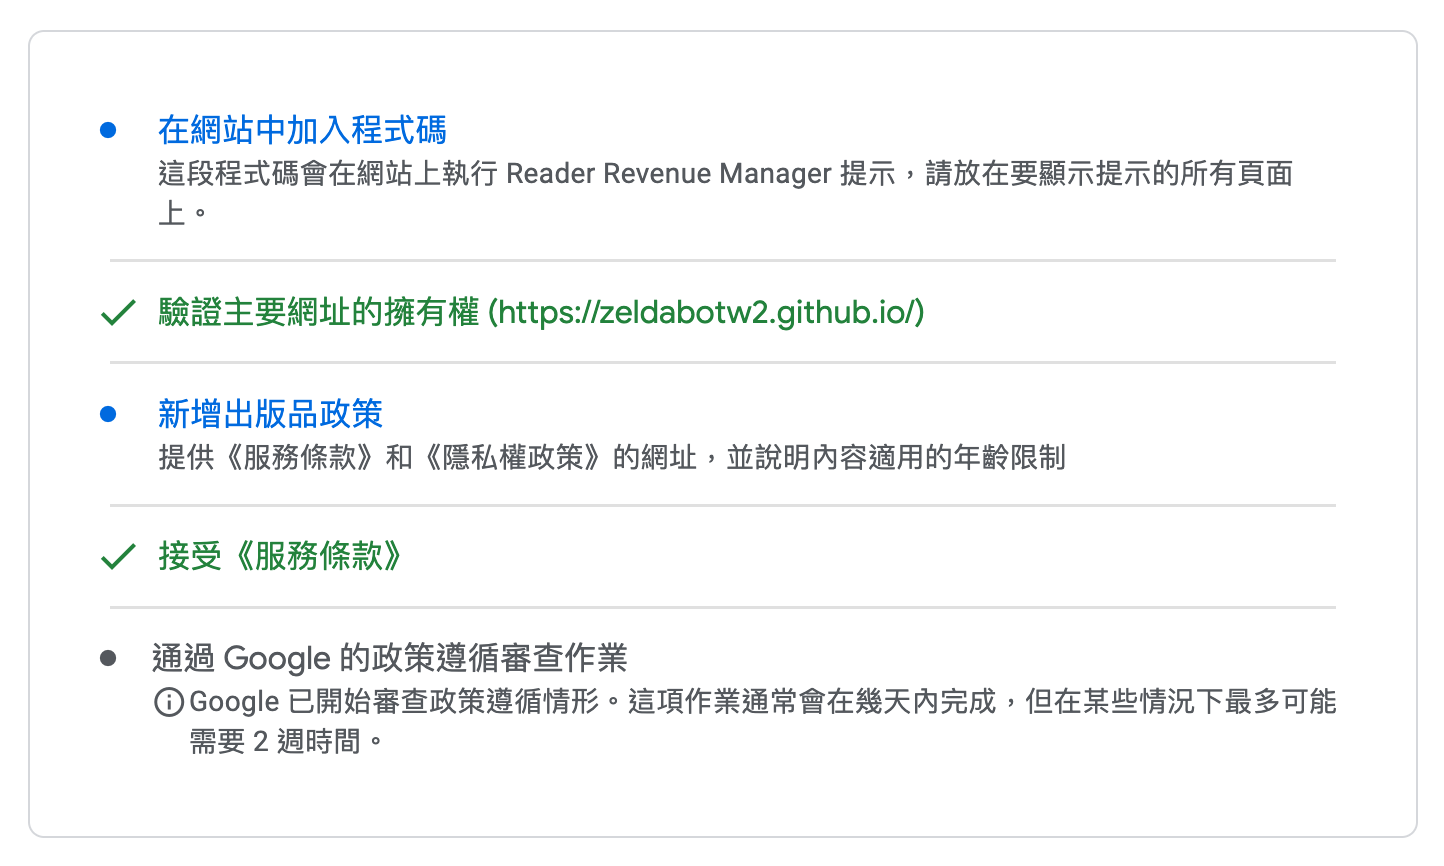 在網站中加入程式碼
這段程式碼會在網站上執行 Reader Revenue Manager 提示，請放在要顯示提示的所有頁面
上。
驗證主要網址的擁有權 (https://zeldabotw2.github.io/)
新增出版品政策
提供《服務條款》和《隱私權政策》的網址，並說明內容適用的年齡限制
接受《服務條款》
通過 Google 的政策遵循審查作業
Google 已開始審查政策遵循情形。這項作業通常會在幾天內完成，但在某些情況下最多可能
需要 2 週時間。